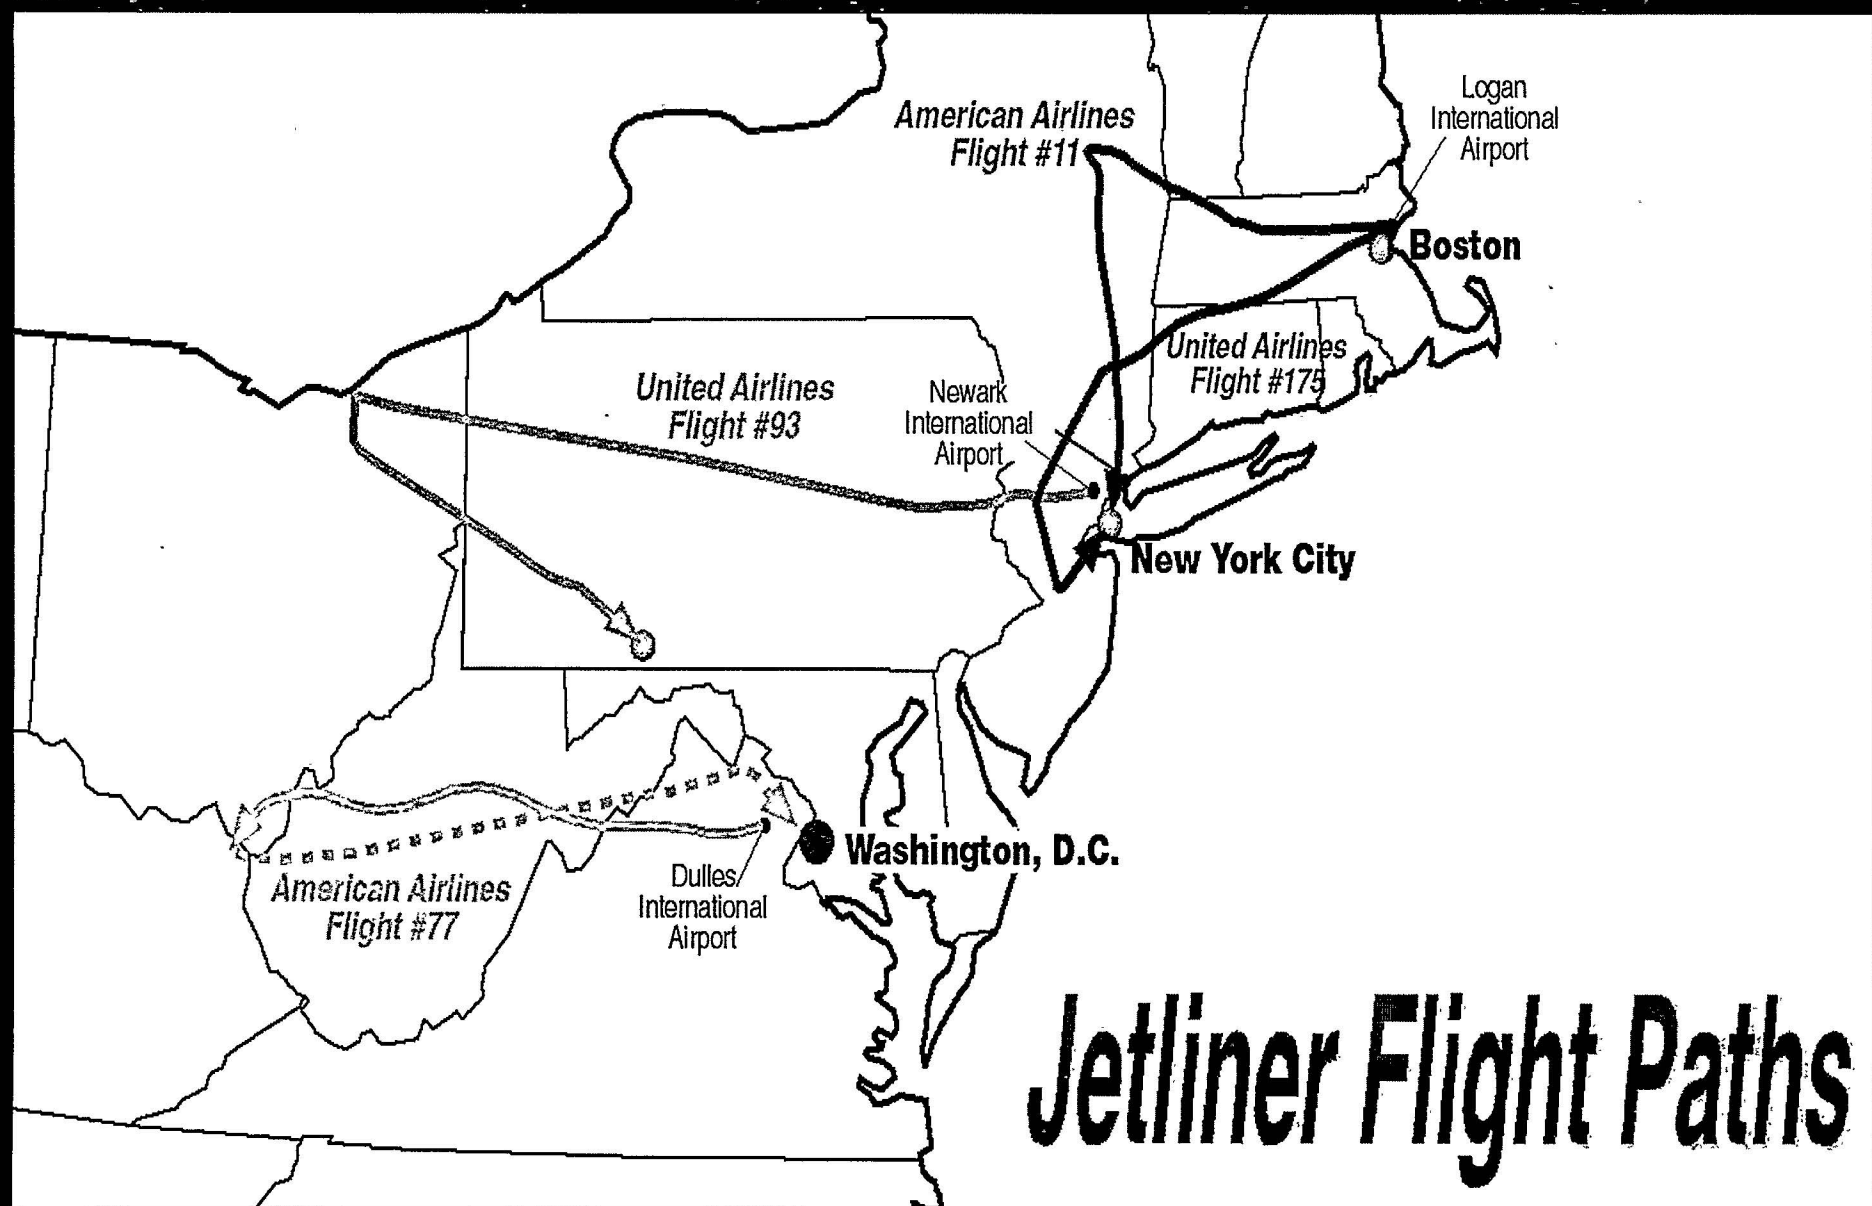 American Airlines
Flight #11
Logan
International
Airport
Boston
United Airlines
Flight #175
United Airlines
Flight #93
Newark
International
Airport
New York City
Washington, D.C.
Dulles
International
Airport
American Airlines
Flight #77
Jetliner Flight Paths